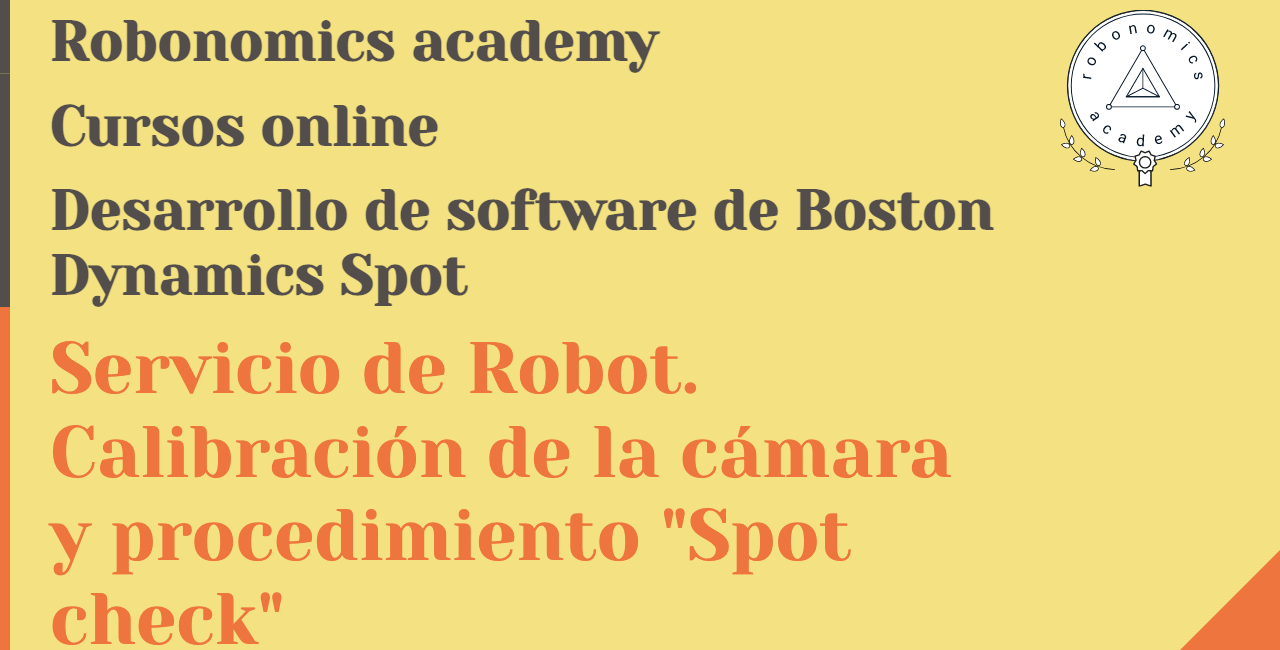 Robonomics academy
Cursos online
Desarrollo de software de Boston
Dynamics Spot
Servicio de Robot.
Calibración de la cámara
y procedimiento "Spot
check"
robonomics
academy